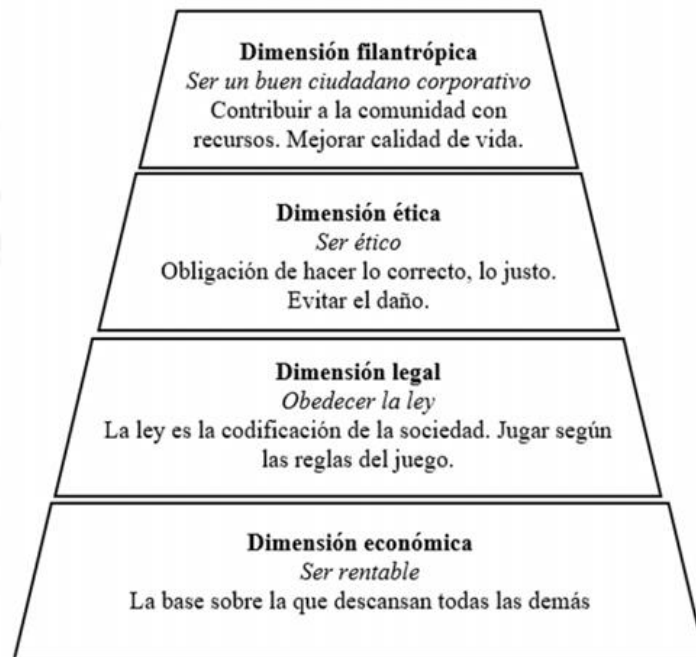 Dimensión filantrópica
Ser un buen ciudadano corporativo
Contribuir a la comunidad con
recursos. Mejorar calidad de vida.
Dimensión ética
Ser ético
Obligación de hacer lo correcto, lo justo.
Evitar el daño.
Dimensión legal
Obedecer la ley
La ley es la codificación de la sociedad. Jugar según
las reglas del juego.
Dimensión económica
Ser rentable
La base sobre la que descansan todas las demás